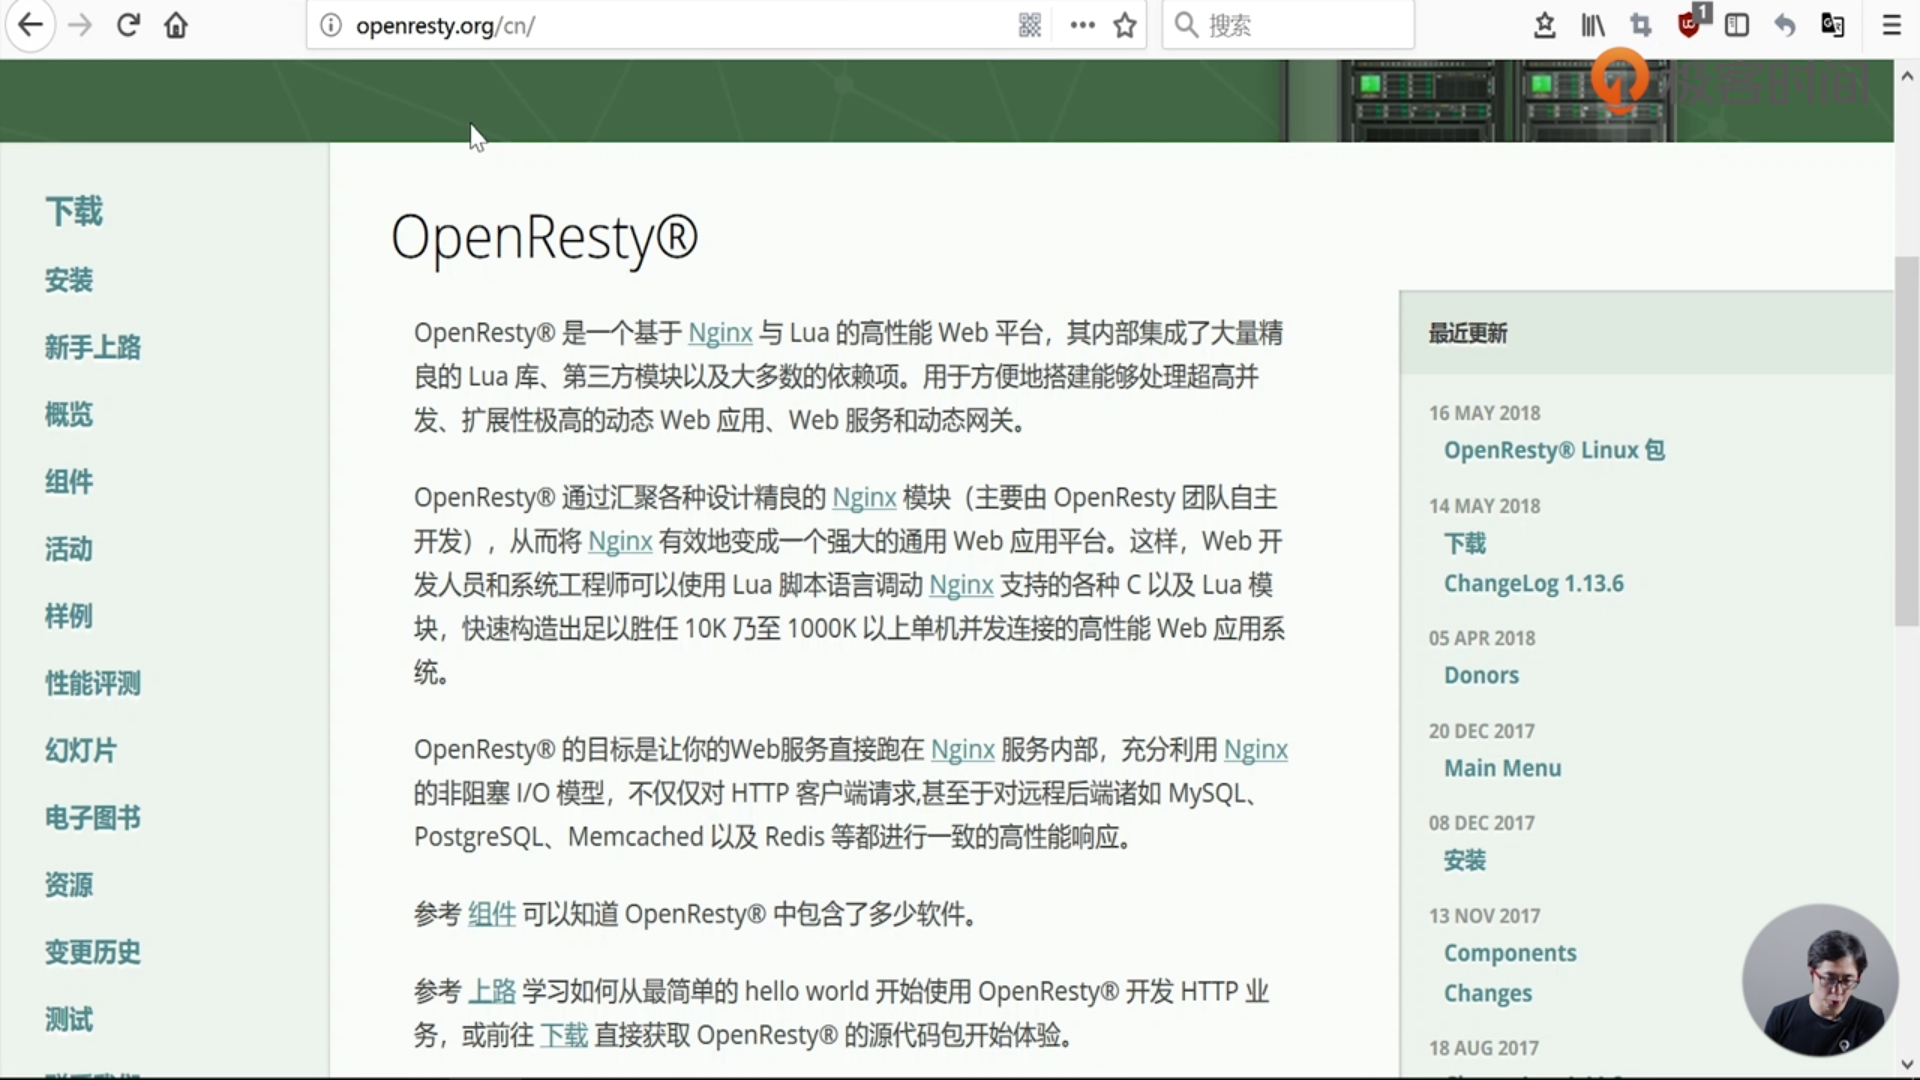 openresty.org/cn/
搜索
1
极客时间
下载
安装
新手上路
概览
组件
活动
样例
性能评测
幻灯片
电子图书
资源
变更历史
测试
OpenResty®
OpenResty® 是一个基于 Nginx 与 Lua 的高性能 Web 平台，其内部集成了大量精
良的 Lua 库、第三方模块以及大多数的依赖项。用于方便地搭建能够处理超高并
发、扩展性极高的动态 Web 应用、Web 服务和动态网关。
OpenResty® 通过汇聚各种设计精良的 Nginx 模块（主要由 OpenResty 团队自主
开发），从而将 Nginx 有效地变成一个强大的通用 Web 应用平台。这样，Web 开
发人员和系统工程师可以使用 Lua 脚本语言调动 Nginx 支持的各种 C 以及 Lua 模
块，快速构造出足以胜任 10K 乃至 1000K 以上单机并发连接的高性能 Web 应用系
统。
OpenResty® 的目标是让你的Web服务直接跑在 Nginx 服务内部，充分利用 Nginx
的非阻塞 I/O 模型，不仅仅对 HTTP 客户端请求,甚至于对远程后端诸如 MySQL、
PostgreSQL、Memcached 以及 Redis 等都进行一致的高性能响应。
参考 组件 可以知道 OpenResty® 中包含了多少软件。
参考 上路 学习如何从最简单的 hello world 开始使用 OpenResty® 开发 HTTP 业
务，或前往 下载 直接获取 OpenResty® 的源代码包开始体验。
最近更新
16 MAY 2018
OpenResty® Linux 包
14 MAY 2018
下载
ChangeLog 1.13.6
05 APR 2018
Donors
20 DEC 2017
Main Menu
08 DEC 2017
安装
13 NOV 2017
Components
Changes
18 AUG 2017